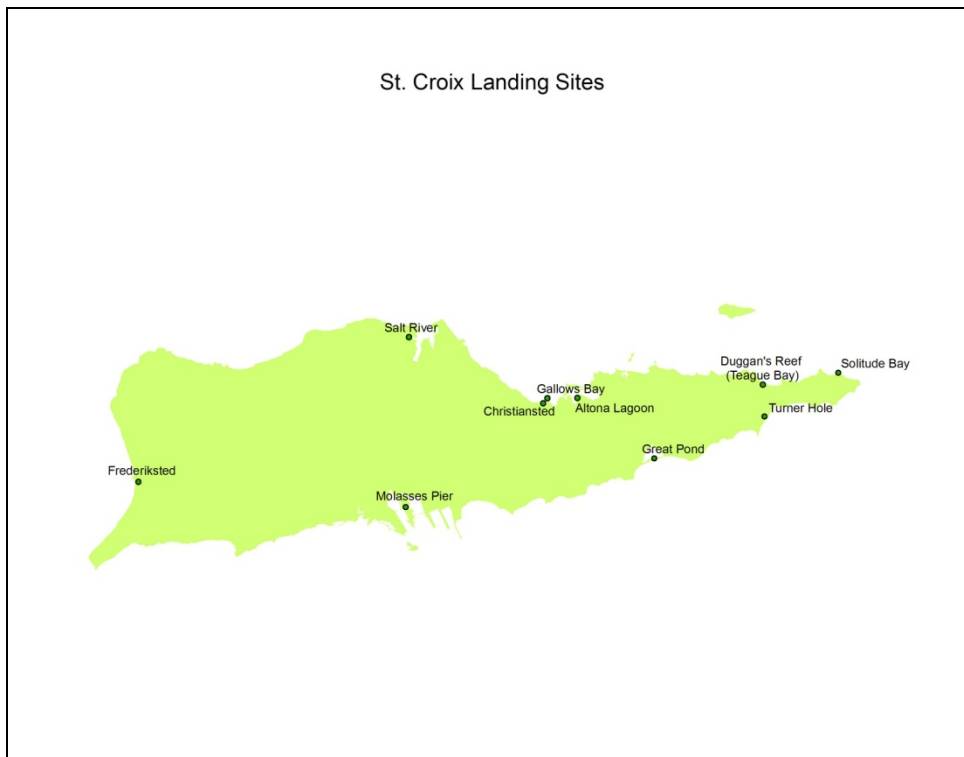 St. Croix Landing Sites
Salt River
Duggan's Reef
(Teague Bay)
Solitude Bay
Gallows Bay
Christiansted
Altona Lagoon
Turner Hole
Great Pond
Frederiksted
Molasses Pier